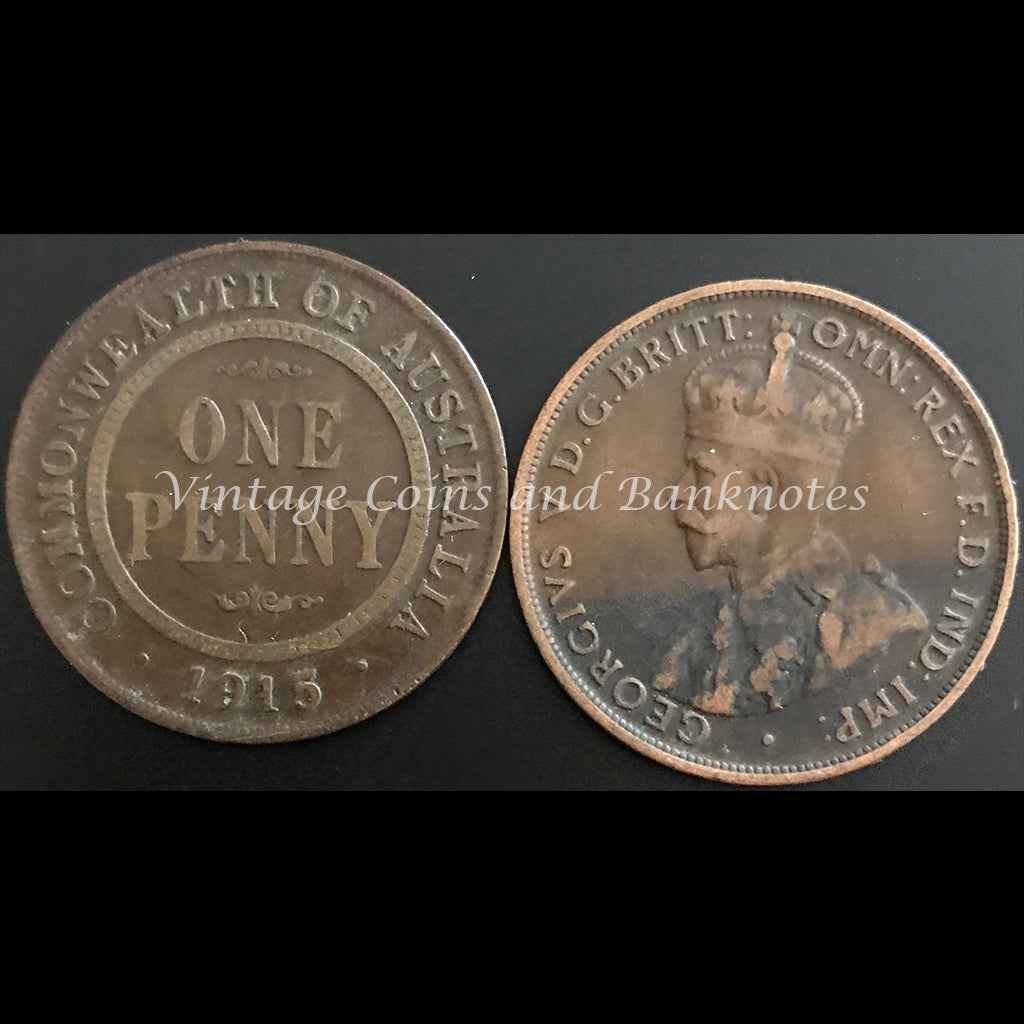 COMMONWEALTH OF AUSTRALIA
ONE
PENNY
· 1915 ·
GEORGIVS V D.G. BRITT: OMN: REX F.D. IND: IMP: ·
Vintage Coins and Banknotes